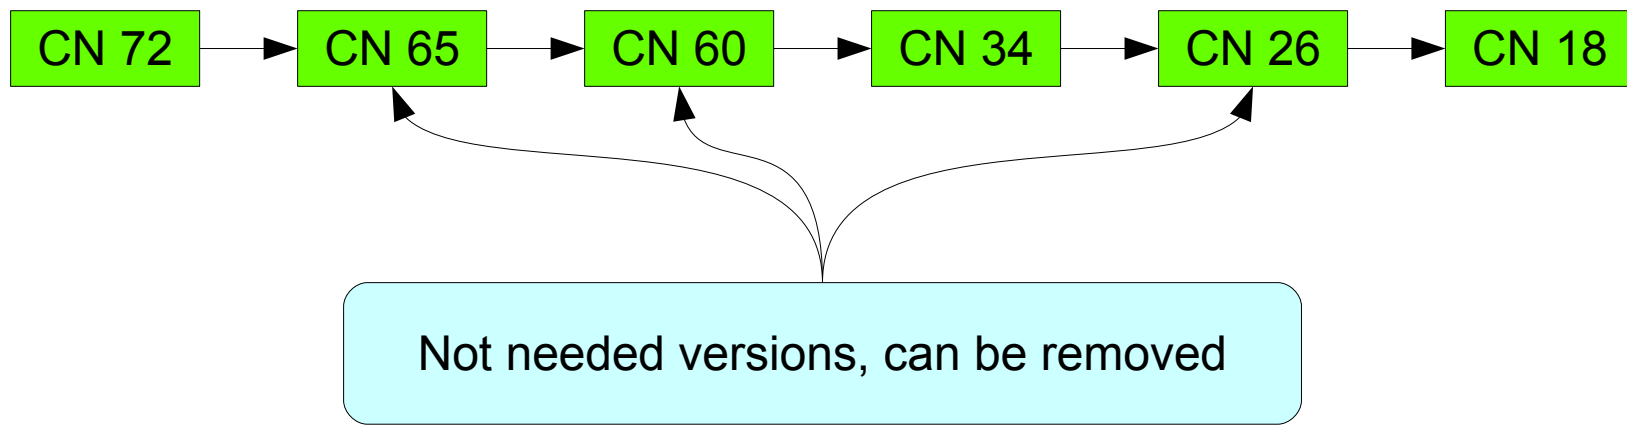 CN 72 CN 65 CN 60 CN 34 CN 26 CN 18
Not needed versions, can be removed